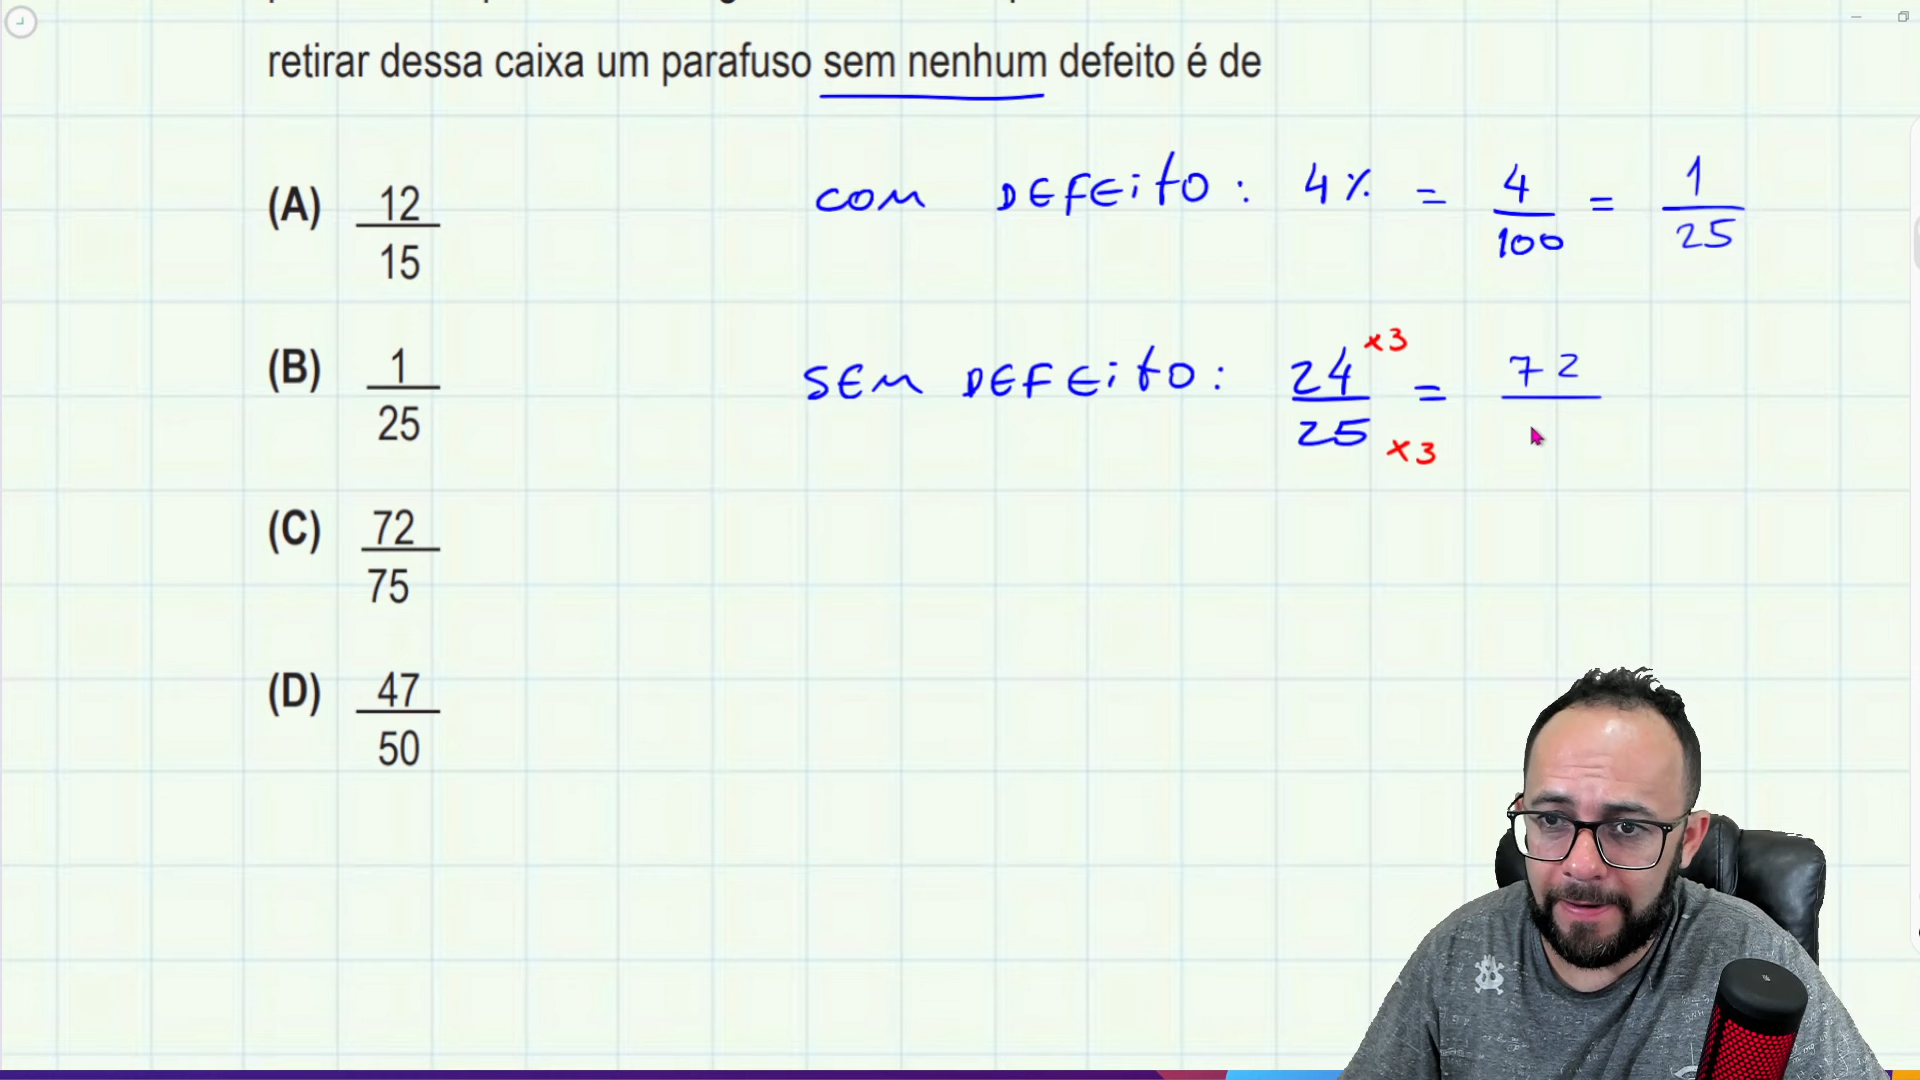 retirar dessa caixa um parafuso sem nenhum defeito é de
(A) 12/15
(B) 1/25
(C) 72/75
(D) 47/50
COM DEFEITO: 4% = 4/100 = 1/25
SEM DEFEITO: 24 ×3/25 ×3 = 72/